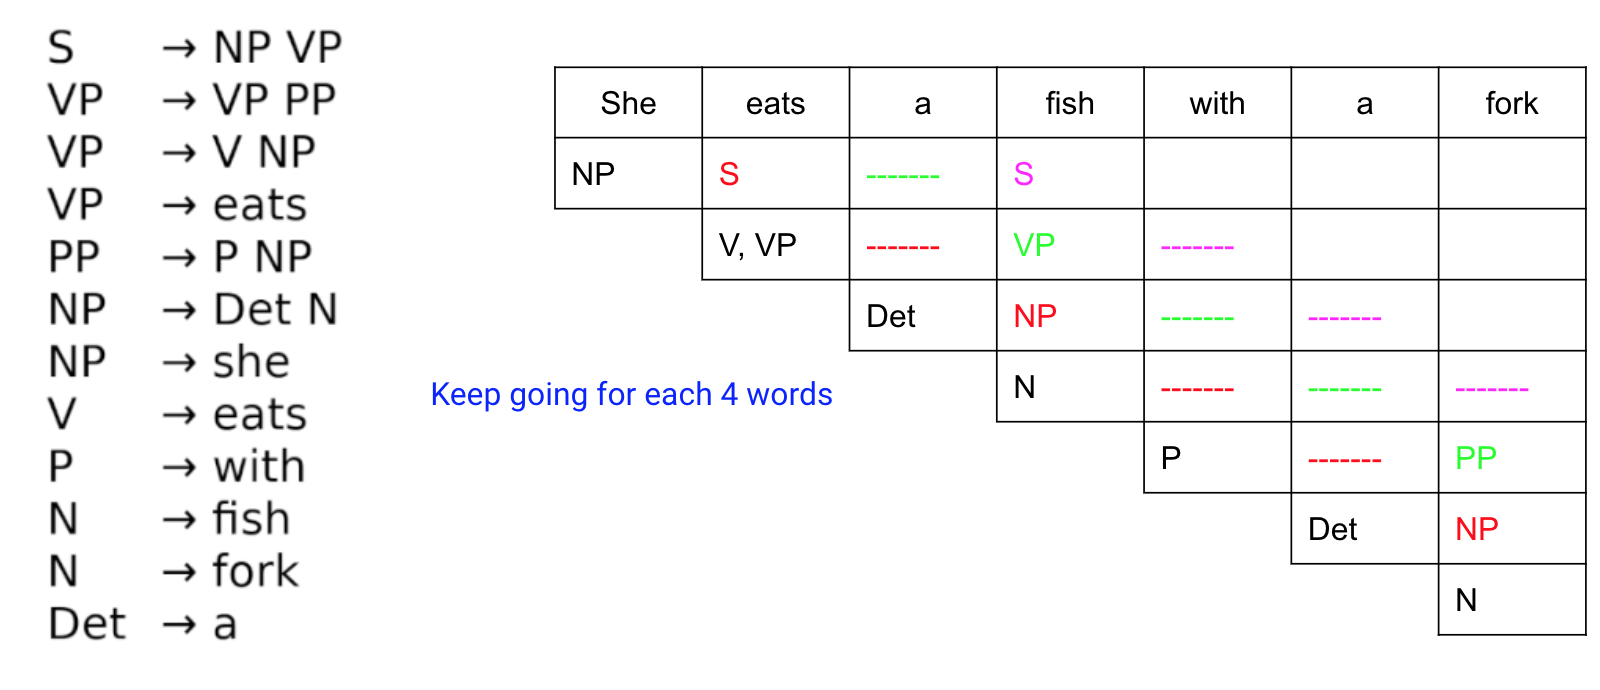 S → NP VP
VP → VP PP
VP → V NP
VP → eats
PP → P NP
NP → Det N
NP → she
V → eats
P → with
N → fish
N → fork
Det → a
Keep going for each 4 words
She eats a fish with a fork
NP S ------- S
V, VP ------- VP -------
Det NP ------- -------
N ------- ------- -------
P ------- PP
Det NP
N